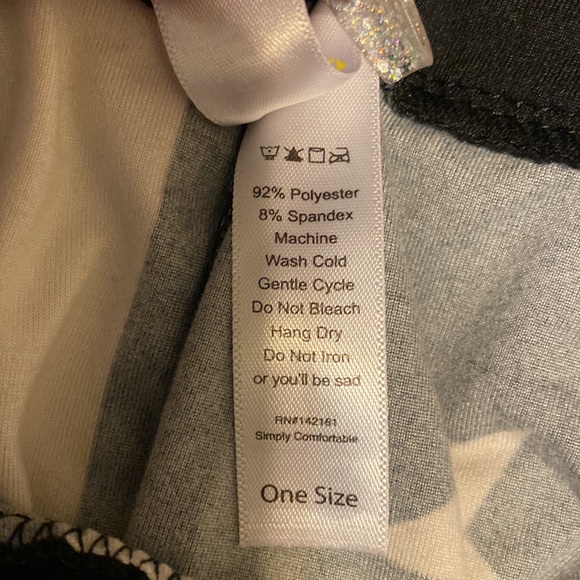 92% Polyester
8% Spandex
Machine
Wash Cold
Gentle Cycle
Do Not Bleach
Hang Dry
Do Not Iron
or you'll be sad
RN#142161
Simply Comfortable
One Size